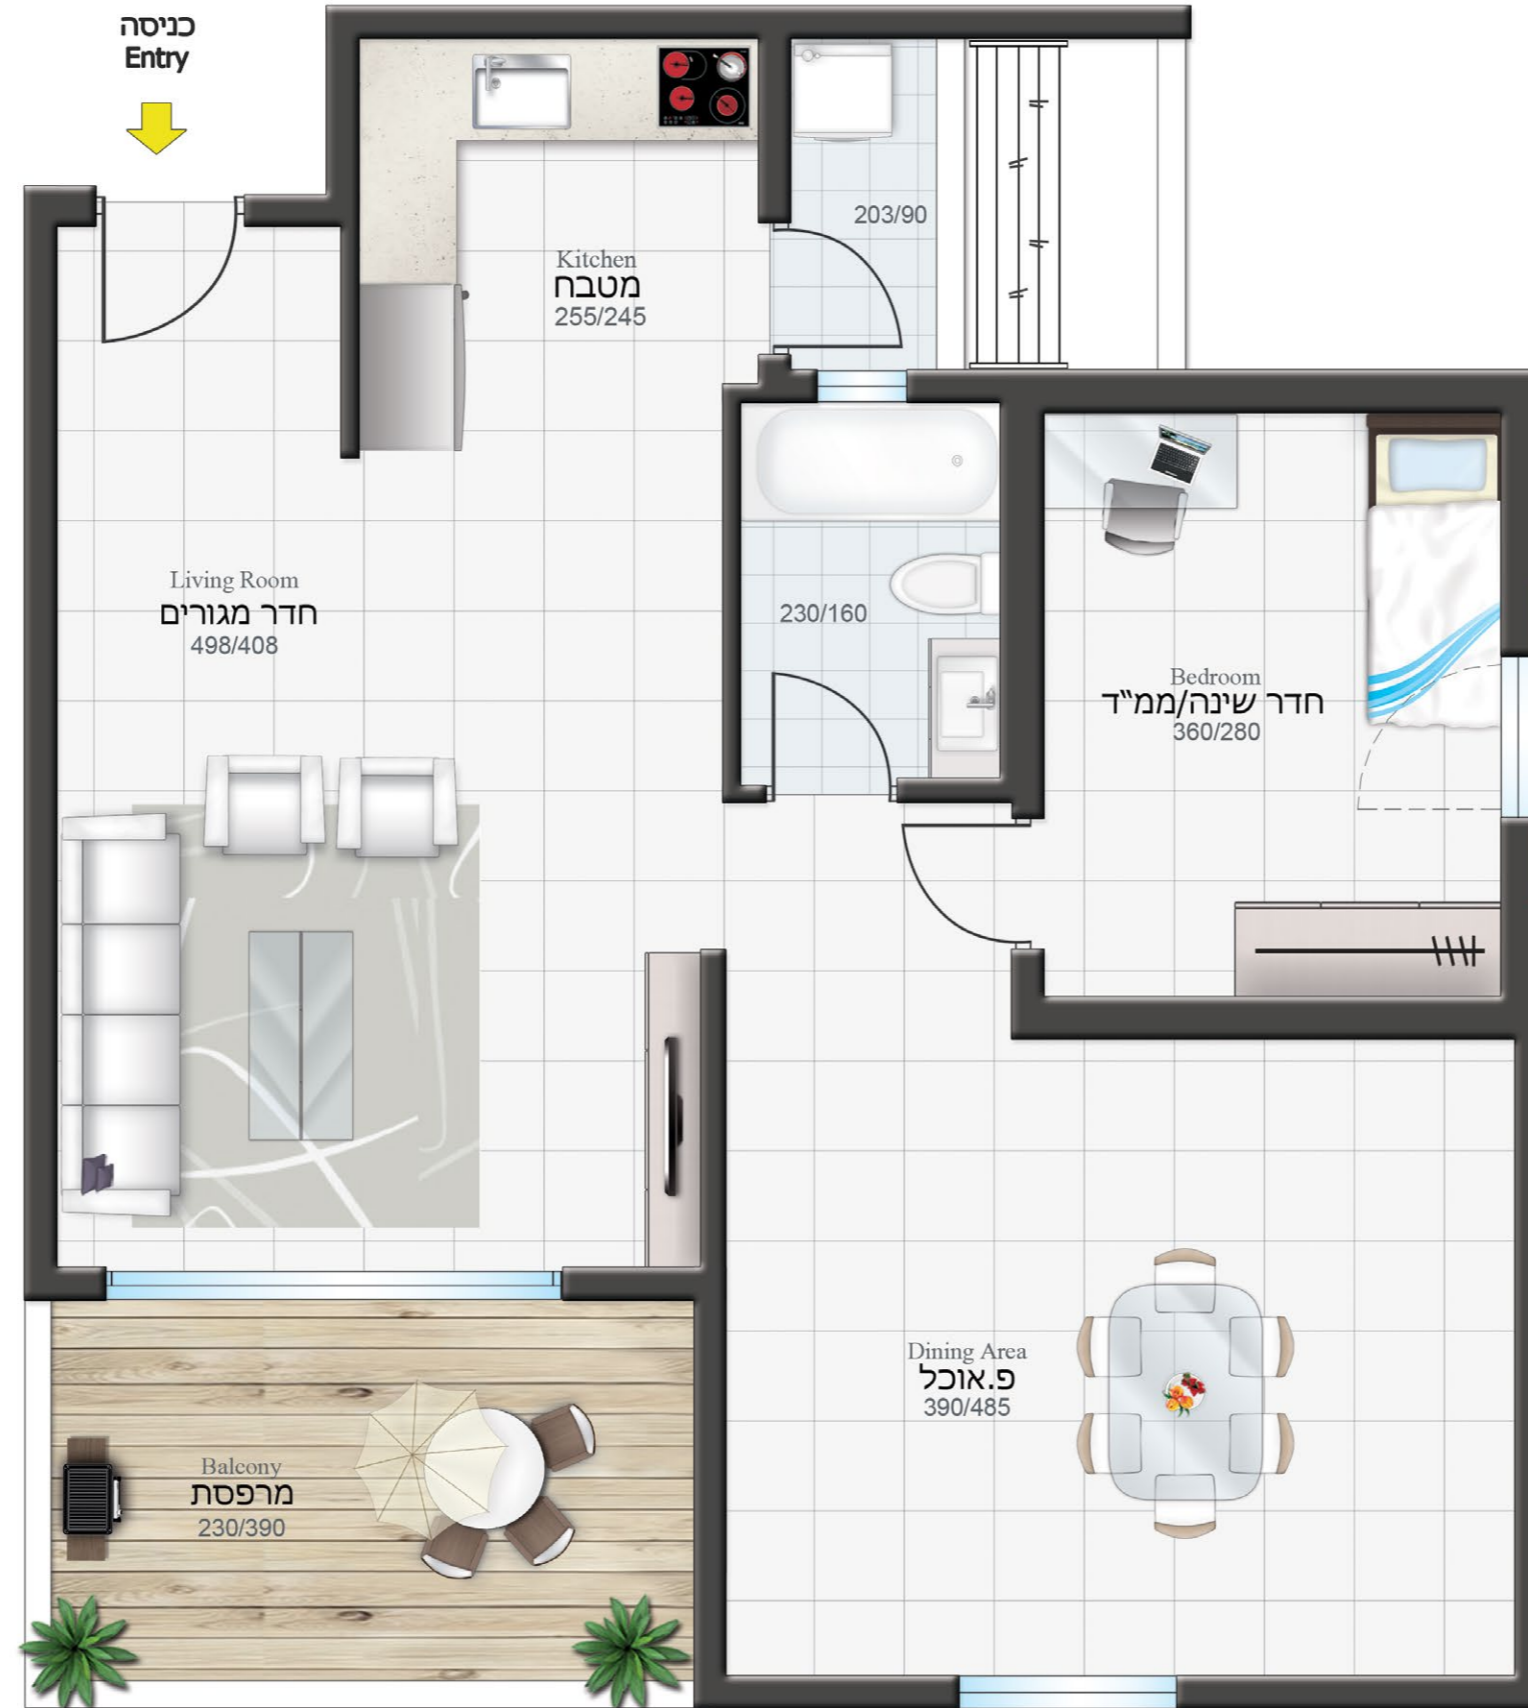 כניסה
Entry
203/90
Kitchen
מטבח
255/245
Living Room
חדר מגורים
498/408
230/160
Bedroom
חדר שינה/ממ"ד
360/280
Dining Area
פ.אוכל
390/485
Balcony
מרפסת
230/390